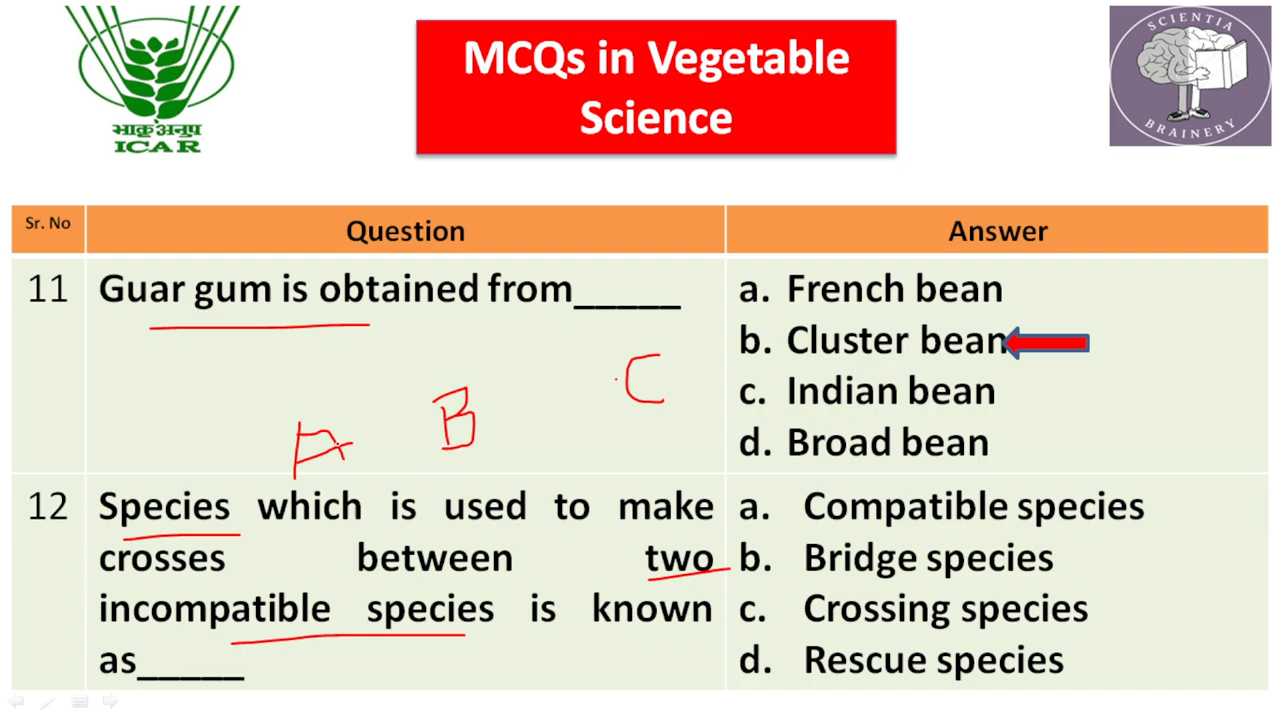 भाकृअनुप
ICAR
MCQs in Vegetable
Science
SCIENTIA
BRAINERY
Sr. No
Question
Answer
11
Guar gum is obtained from_____
a. French bean
b. Cluster bean
c. Indian bean
d. Broad bean
A B C
12
Species which is used to make
crosses between two
incompatible species is known
as_____
a. Compatible species
b. Bridge species
c. Crossing species
d. Rescue species